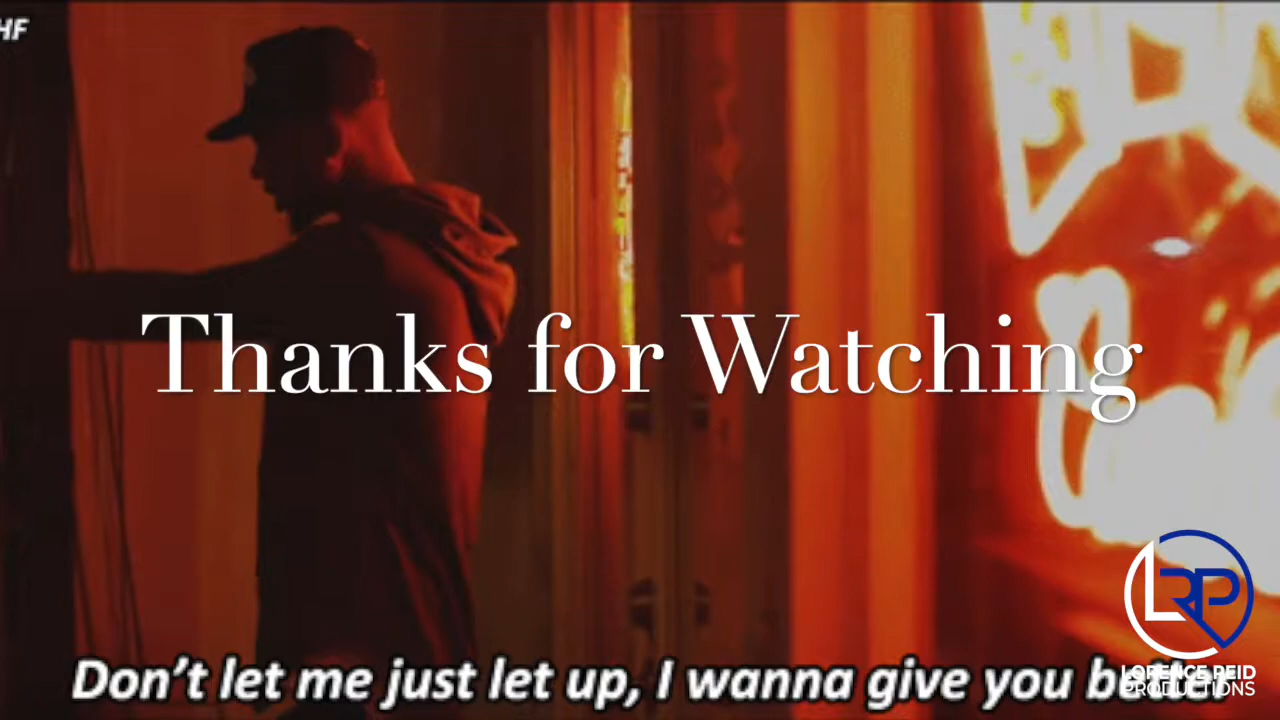 HF
Thanks for Watching
Don't let me just let up, I wanna give you better
LRP
LORENCE REID
PRODUCTIONS